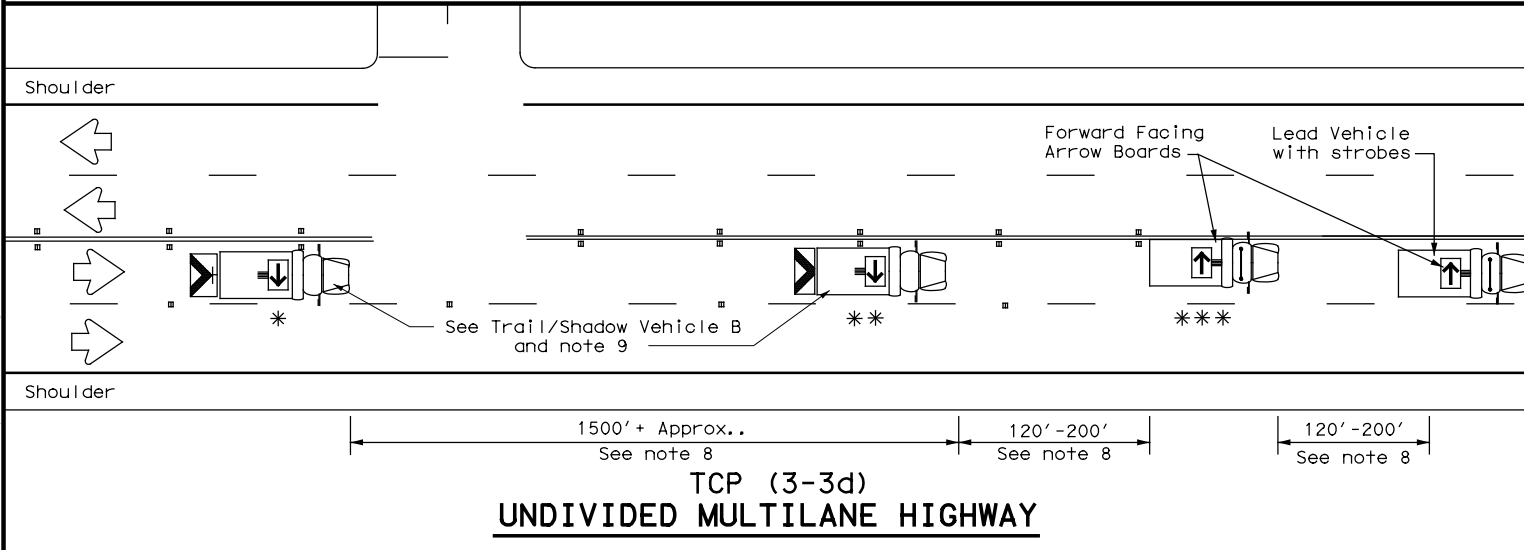 Shoulder
Forward Facing
Arrow Boards
Lead Vehicle
with strobes
*
**
***
See Trail/Shadow Vehicle B
and note 9
Shoulder
1500'+ Approx..
See note 8
120'-200'
See note 8
120'-200'
See note 8
TCP (3-3d)
UNDIVIDED MULTILANE HIGHWAY